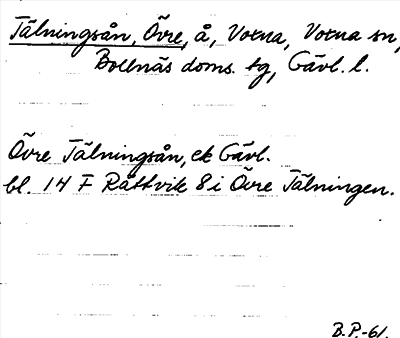 Tälningsån, Övre, å, Voxna, Voxna sn,
Bollnäs doms. tg, Gävl. l.
Övre Tälningsån, ek Gävl.
bl. 14 F Rättvik 8 i Övre Tälningen.
B.P.-61.